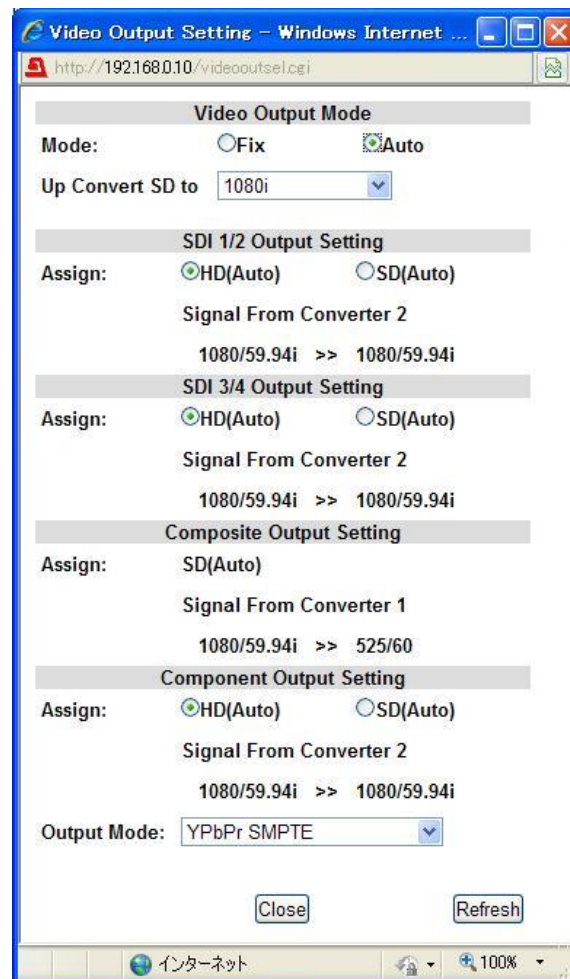 Video Output Setting - Windows Internet ...
http://192.168.0.10/videooutsel.cgi
Video Output Mode
Mode: Fix Auto
Up Convert SD to 1080i
SDI 1/2 Output Setting
Assign: HD(Auto) SD(Auto)
Signal From Converter 2
1080/59.94i >> 1080/59.94i
SDI 3/4 Output Setting
Assign: HD(Auto) SD(Auto)
Signal From Converter 2
1080/59.94i >> 1080/59.94i
Composite Output Setting
Assign: SD(Auto)
Signal From Converter 1
1080/59.94i >> 525/60
Component Output Setting
Assign: HD(Auto) SD(Auto)
Signal From Converter 2
1080/59.94i >> 1080/59.94i
Output Mode: YPbPr SMPTE
Close Refresh
インターネット 100%